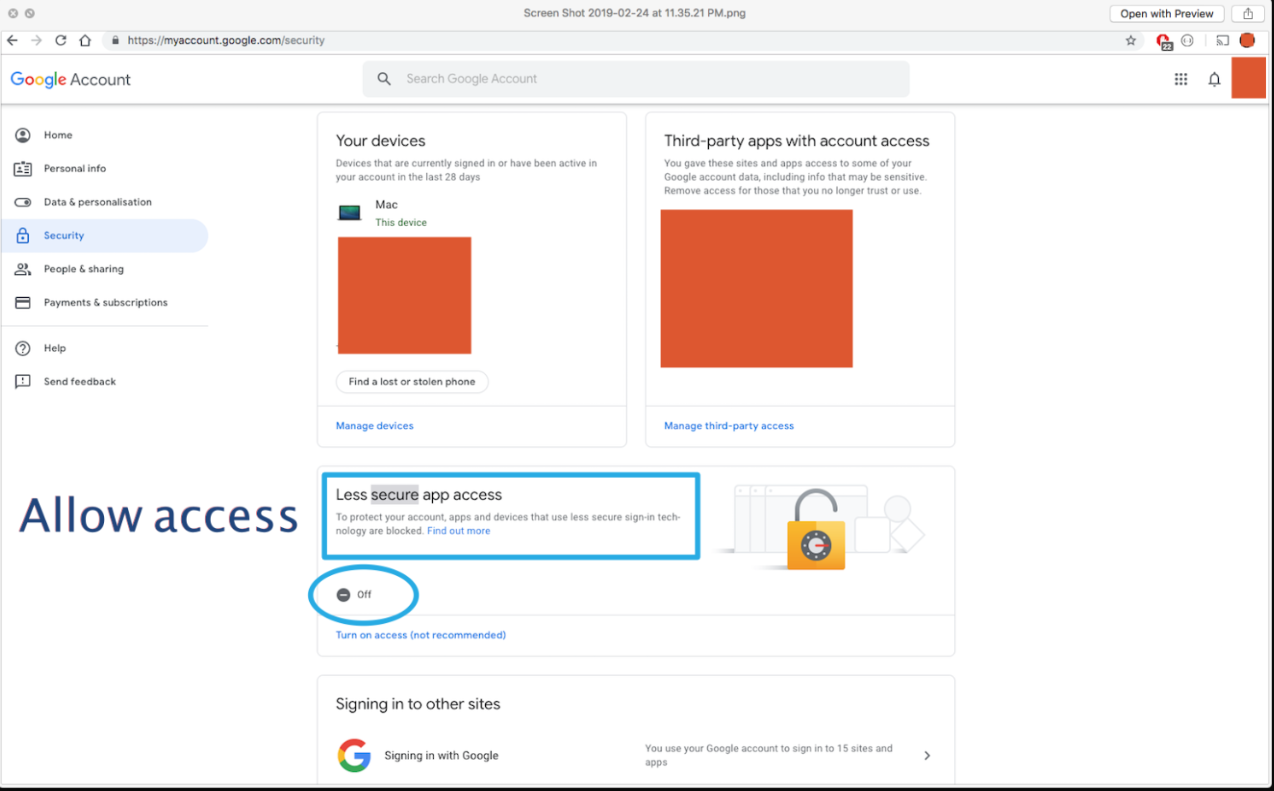 Screen Shot 2019-02-24 at 11.35.21 PM.png
Open with Preview
https://myaccount.google.com/security
22
Google Account
Search Google Account
Home
Personal info
Data & personalisation
Security
People & sharing
Payments & subscriptions
Help
Send feedback
Your devices
Devices that are currently signed in or have been active in
your account in the last 28 days
Mac
This device
Find a lost or stolen phone
Manage devices
Third-party apps with account access
You gave these sites and apps access to some of your
Google account data, including info that may be sensitive.
Remove access for those that you no longer trust or use.
Manage third-party access
Allow access
Less secure app access
To protect your account, apps and devices that use less secure sign-in tech-
nology are blocked. Find out more
Off
Turn on access (not recommended)
Signing in to other sites
Signing in with Google
You use your Google account to sign in to 15 sites and
apps